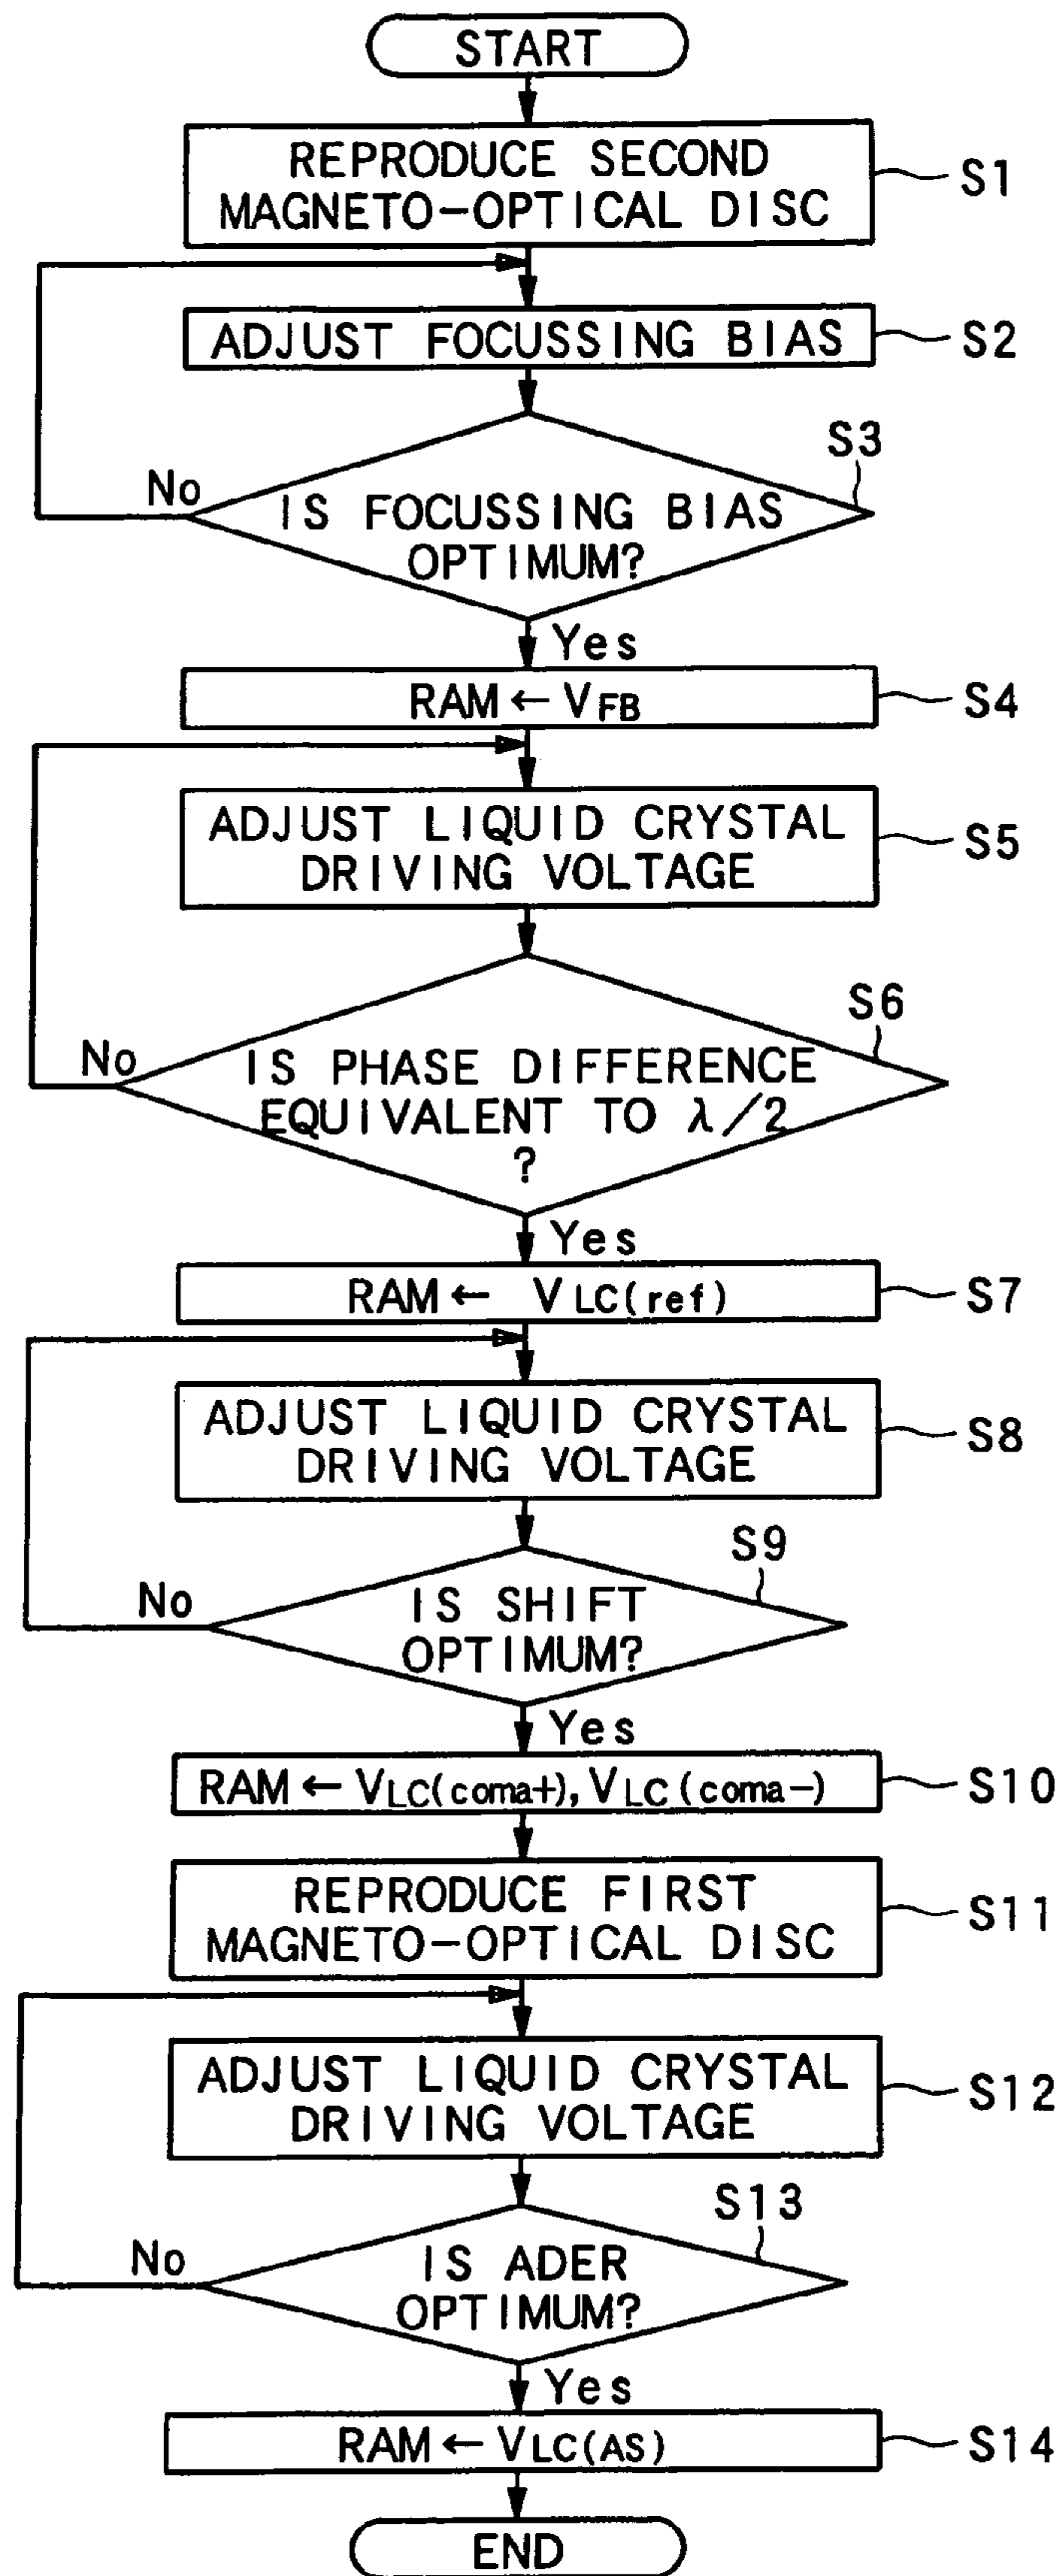 START
REPRODUCE SECOND
MAGNETO-OPTICAL DISC
S1
ADJUST FOCUSSING BIAS
S2
S3
No
IS FOCUSSING BIAS
OPTIMUM?
Yes
RAM ← VFB
S4
ADJUST LIQUID CRYSTAL
DRIVING VOLTAGE
S5
S6
No
IS PHASE DIFFERENCE
EQUIVALENT TO λ/2
?
Yes
RAM ← VLC(ref)
S7
ADJUST LIQUID CRYSTAL
DRIVING VOLTAGE
S8
S9
No
IS SHIFT
OPTIMUM?
Yes
RAM ← VLC(coma+), VLC(coma-)
S10
REPRODUCE FIRST
MAGNETO-OPTICAL DISC
S11
ADJUST LIQUID CRYSTAL
DRIVING VOLTAGE
S12
S13
No
IS ADER
OPTIMUM?
Yes
RAM ← VLC(AS)
S14
END